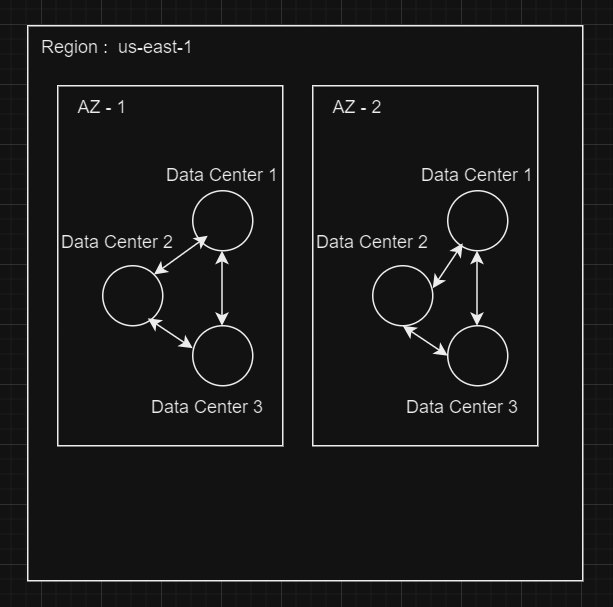 Region : us-east-1
AZ - 1
AZ - 2
Data Center 1
Data Center 1
Data Center 2
Data Center 2
Data Center 3
Data Center 3